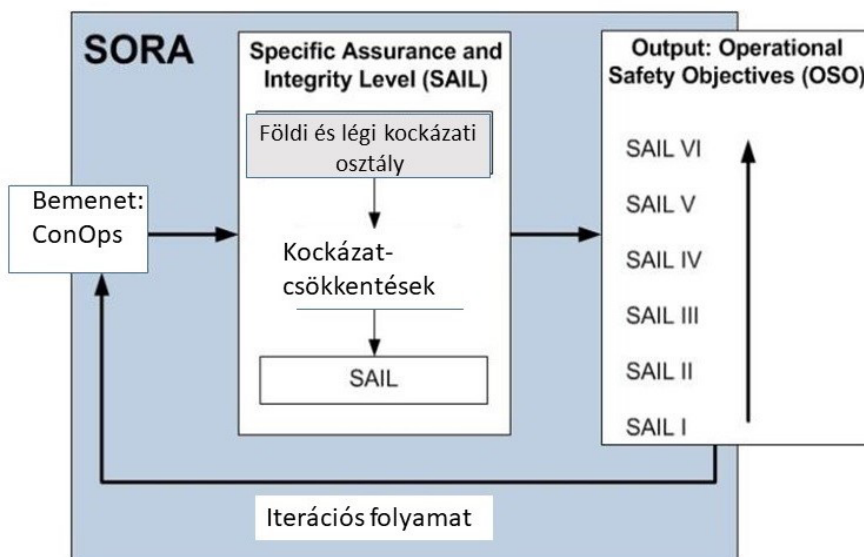 SORA
Specific Assurance and
Integrity Level (SAIL)
Földi és légi kockázati
osztály
Kockázat-
csökkentések
SAIL
Bemenet:
ConOps
Output: Operational
Safety Objectives (OSO)
SAIL VI
SAIL V
SAIL IV
SAIL III
SAIL II
SAIL I
Iterációs folyamat